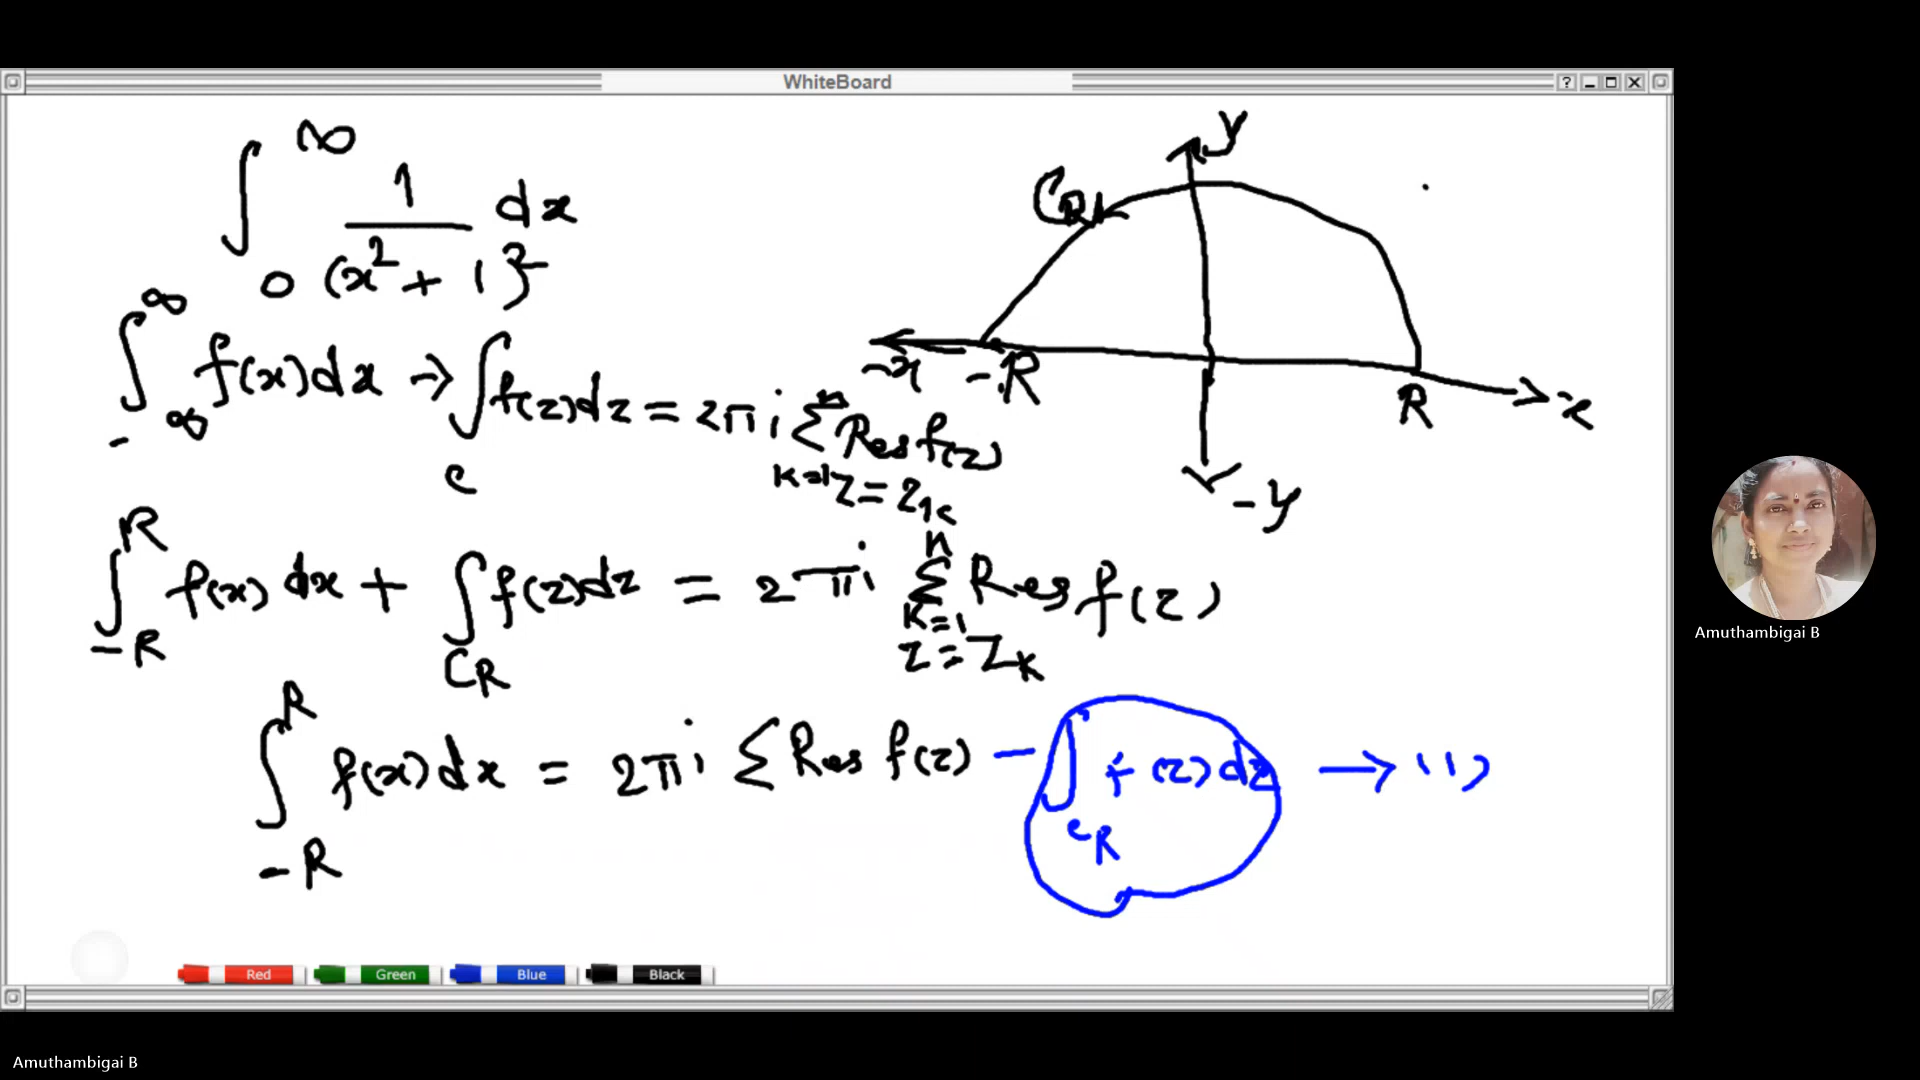 WhiteBoard
∫₀^∞ 1/(x²+1)² dx
∫₋∞^∞ f(x)dx → ∫_c f(z)dz = 2πi Σ_{k=1}^n Res f(z) z=z_k
∫₋R^R f(x)dx + ∫_{C_R} f(z)dz = 2πi Σ_{k=1}^n Res f(z) z=z_k
∫₋R^R f(x)dx = 2πi Σ Res f(z) - ∫_{c_R} f(z)dz → (1)
y
C_R
-x
-R
R
x
-y
Red
Green
Blue
Black
Amuthambigai B
Amuthambigai B